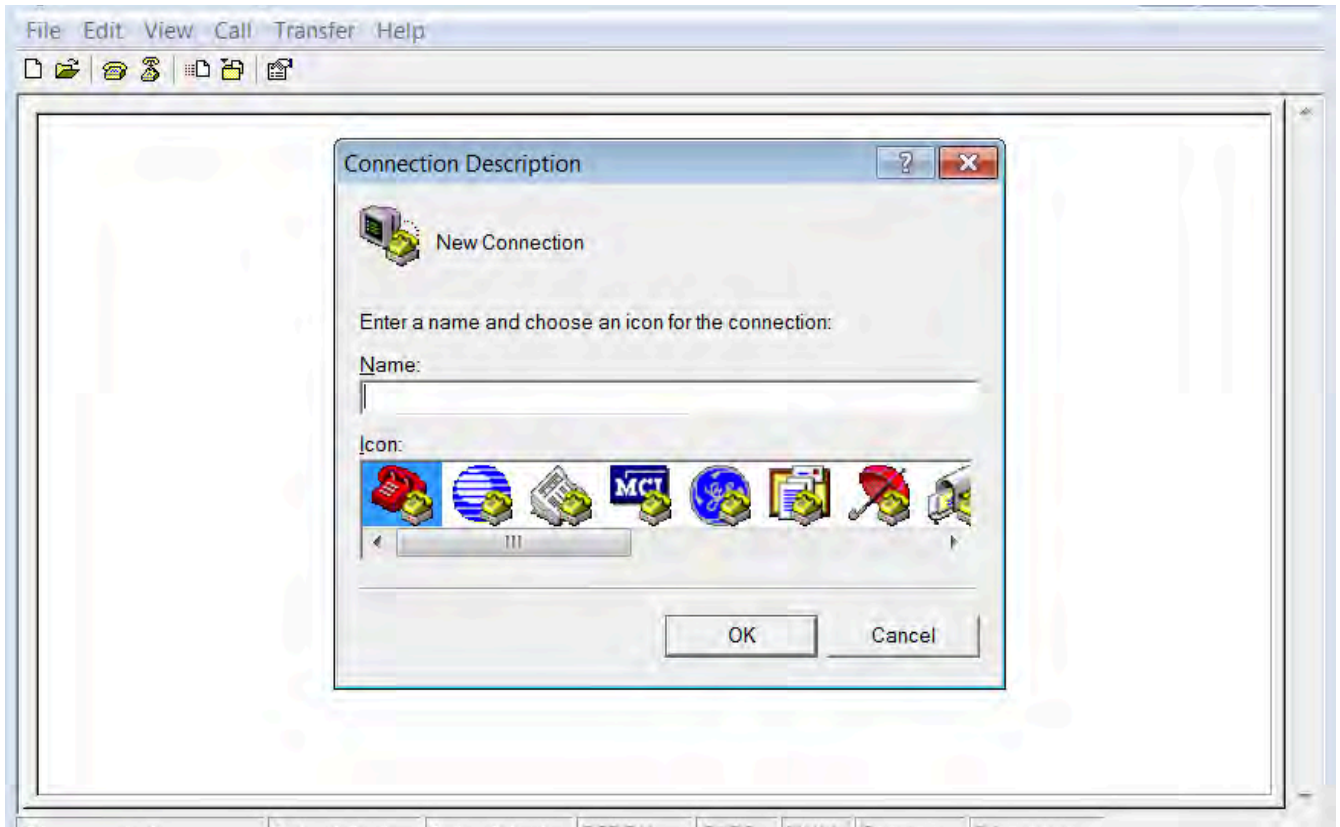 File Edit View Call Transfer Help
Connection Description
New Connection
Enter a name and choose an icon for the connection:
Name:
Icon:
MCI
OK
Cancel